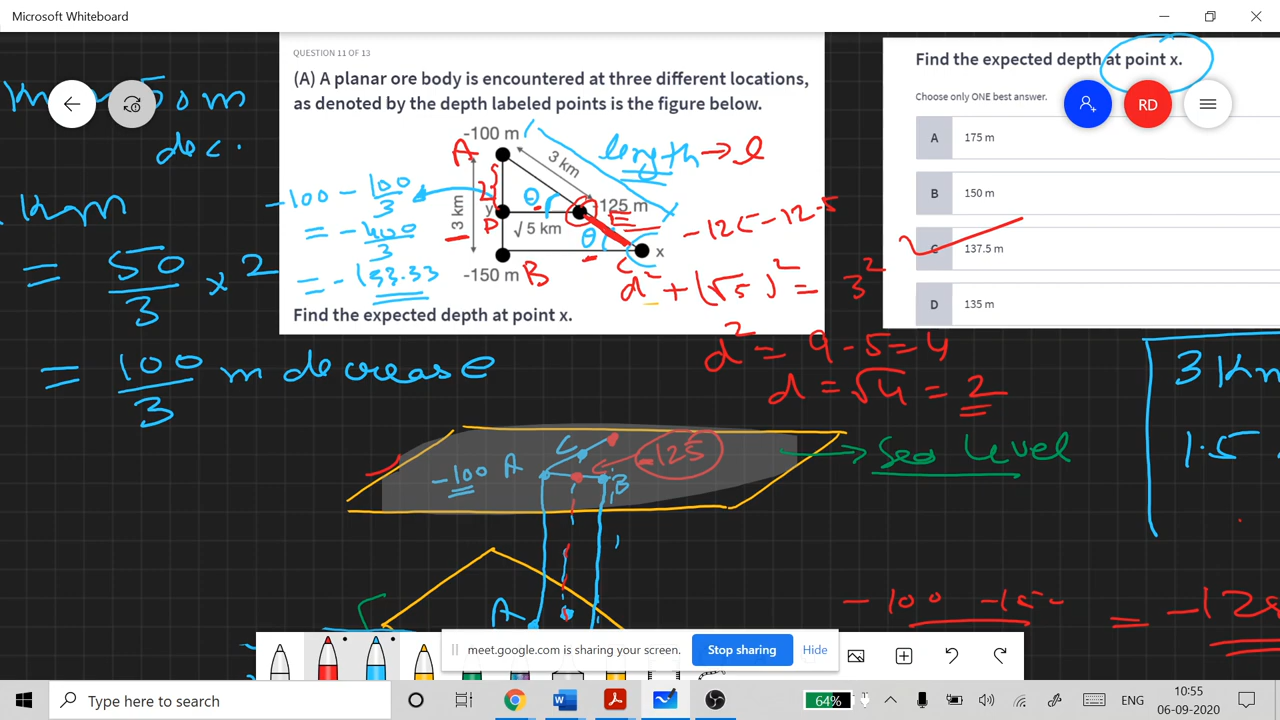 Microsoft Whiteboard
QUESTION 11 OF 13
(A) A planar ore body is encountered at three different locations,
as denoted by the depth labeled points is the figure below.
-100 m
A
3 km
length → l
2
θ
y
D
-125 m
E
-125 -12.5
3 km
√5 km
θ
x
-150 m
B
C
Find the expected depth at point x.
-100 - 100/3
= -400/3
= -133.33
d² + (√5)² = 3²
d² = 9 - 5 = 4
d = √4 = 2
Find the expected depth at point x.
Choose only ONE best answer.
A 175 m
B 150 m
C 137.5 m
D 135 m
RD
50 m
dec.
= 50/3 × 2
= 100/3 m decrease
C
-100 A
-125
B
Sea Level
3 Km
1.5
A
-100 -150
meet.google.com is sharing your screen.
Stop sharing
Hide
Type here to search
64%
ENG
10:55
06-09-2020